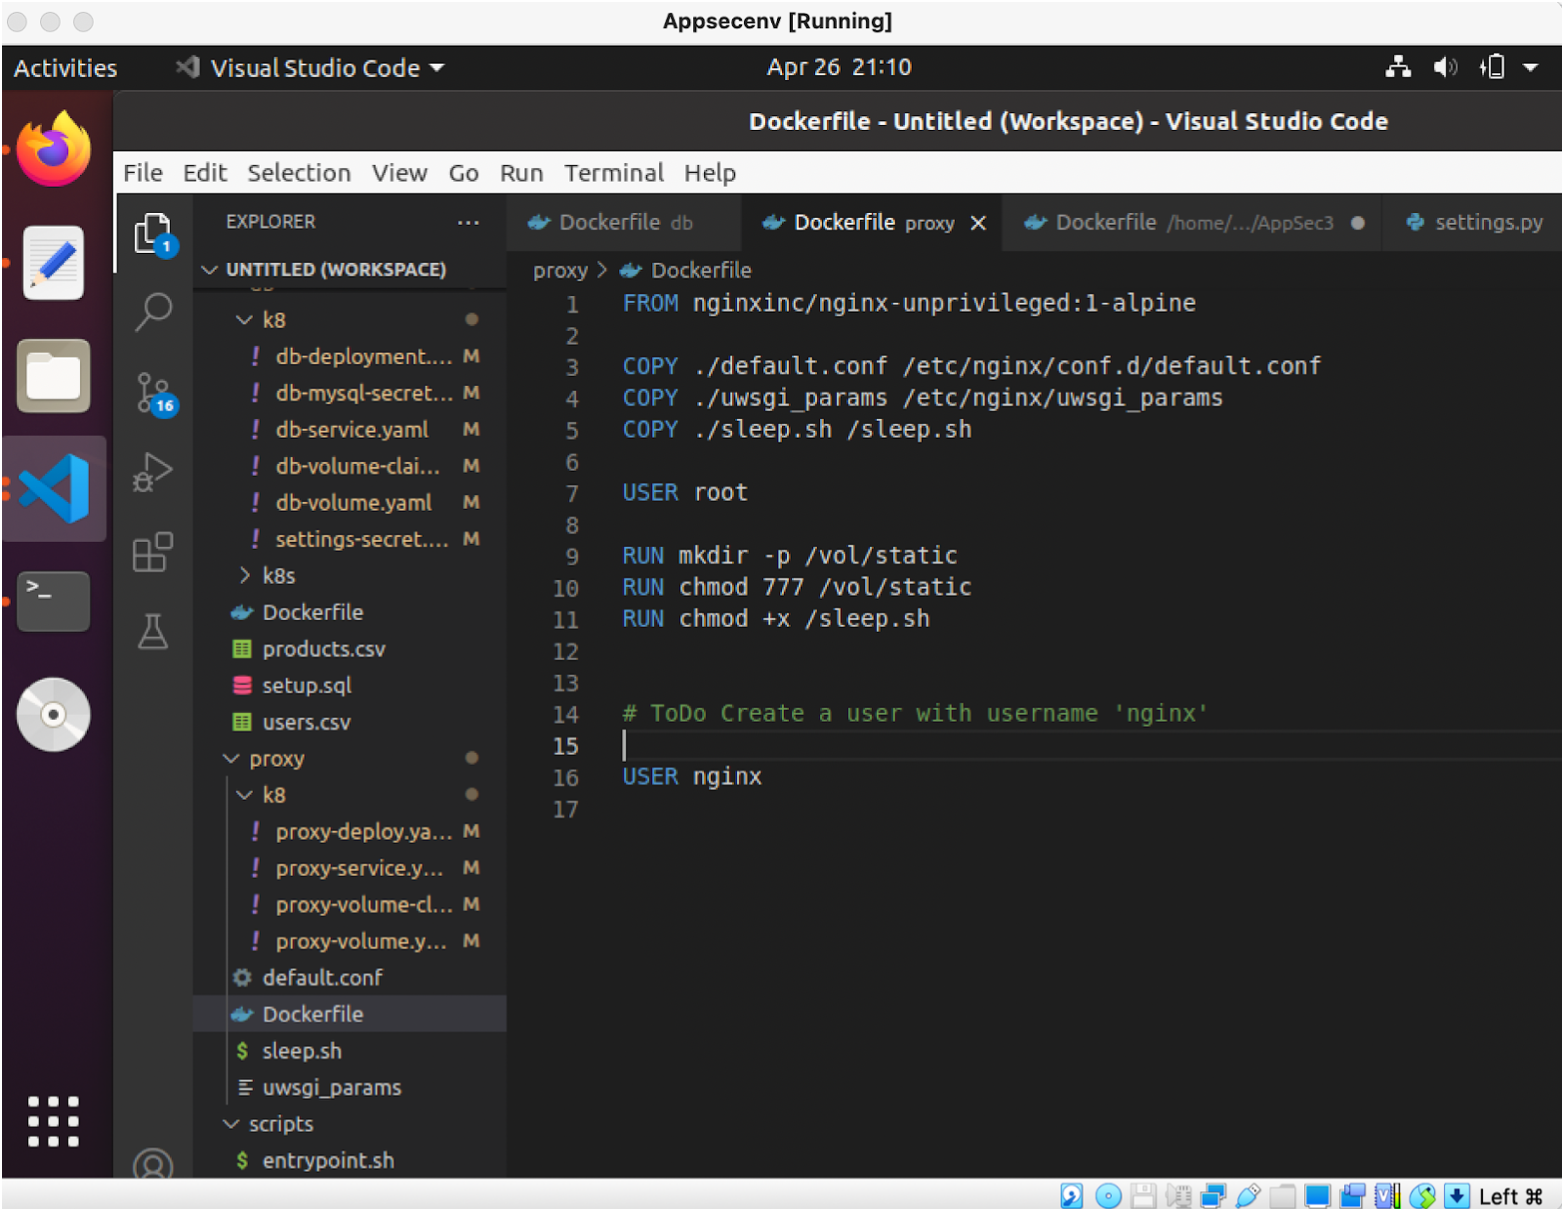 Appsecenv [Running]
Activities
Visual Studio Code
Apr 26 21:10
Dockerfile - Untitled (Workspace) - Visual Studio Code
File Edit Selection View Go Run Terminal Help
EXPLORER
...
Dockerfile db
Dockerfile proxy
Dockerfile /home/.../AppSec3
settings.py
1
16
UNTITLED (WORKSPACE)
k8
db-deployment.... M
db-mysql-secret... M
db-service.yaml M
db-volume-clai... M
db-volume.yaml M
settings-secret.... M
k8s
Dockerfile
products.csv
setup.sql
users.csv
proxy
k8
proxy-deploy.ya... M
proxy-service.y... M
proxy-volume-cl... M
proxy-volume.y... M
default.conf
Dockerfile
$ sleep.sh
uwsgi_params
scripts
$ entrypoint.sh
proxy > Dockerfile
1 FROM nginxinc/nginx-unprivileged:1-alpine
2
3 COPY ./default.conf /etc/nginx/conf.d/default.conf
4 COPY ./uwsgi_params /etc/nginx/uwsgi_params
5 COPY ./sleep.sh /sleep.sh
6
7 USER root
8
9 RUN mkdir -p /vol/static
10 RUN chmod 777 /vol/static
11 RUN chmod +x /sleep.sh
12
13
14 # ToDo Create a user with username 'nginx'
15
16 USER nginx
17
Left ⌘